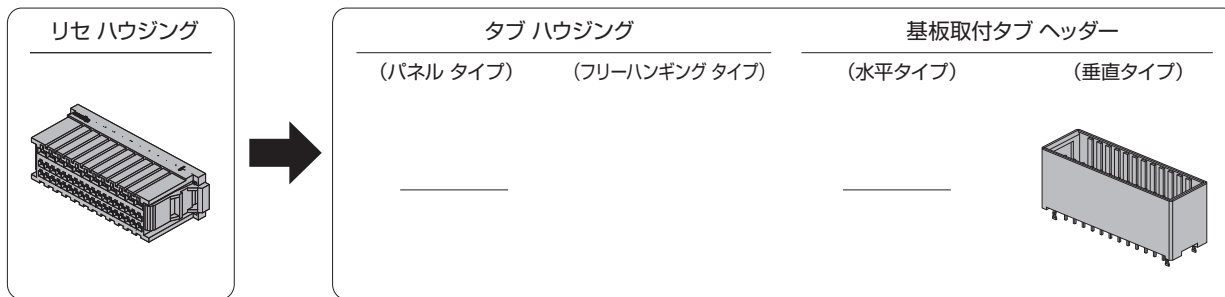 リセ ハウジング
タブ ハウジング
基板取付タブ ヘッダー
(パネル タイプ)
(フリーハンギング タイプ)
(水平タイプ)
(垂直タイプ)